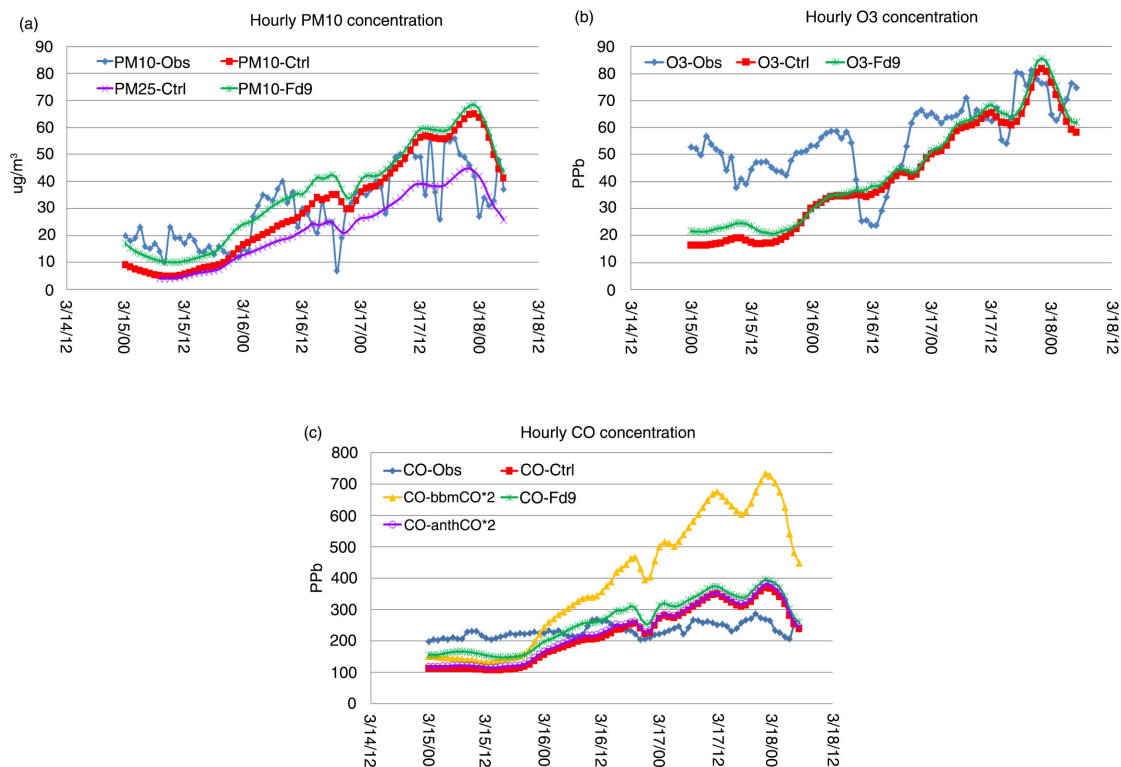 (a)
Hourly PM10 concentration
PM10-Obs
PM10-Ctrl
PM25-Ctrl
PM10-Fd9
ug/m³
90
80
70
60
50
40
30
20
10
0
3/14/12
3/15/00
3/15/12
3/16/00
3/16/12
3/17/00
3/17/12
3/18/00
3/18/12
(b)
Hourly O3 concentration
O3-Obs
O3-Ctrl
O3-Fd9
PPb
90
80
70
60
50
40
30
20
10
0
3/14/12
3/15/00
3/15/12
3/16/00
3/16/12
3/17/00
3/17/12
3/18/00
3/18/12
(c)
Hourly CO concentration
CO-Obs
CO-Ctrl
CO-bbmCO*2
CO-Fd9
CO-anthCO*2
PPb
800
700
600
500
400
300
200
100
0
3/14/12
3/15/00
3/15/12
3/16/00
3/16/12
3/17/00
3/17/12
3/18/00
3/18/12